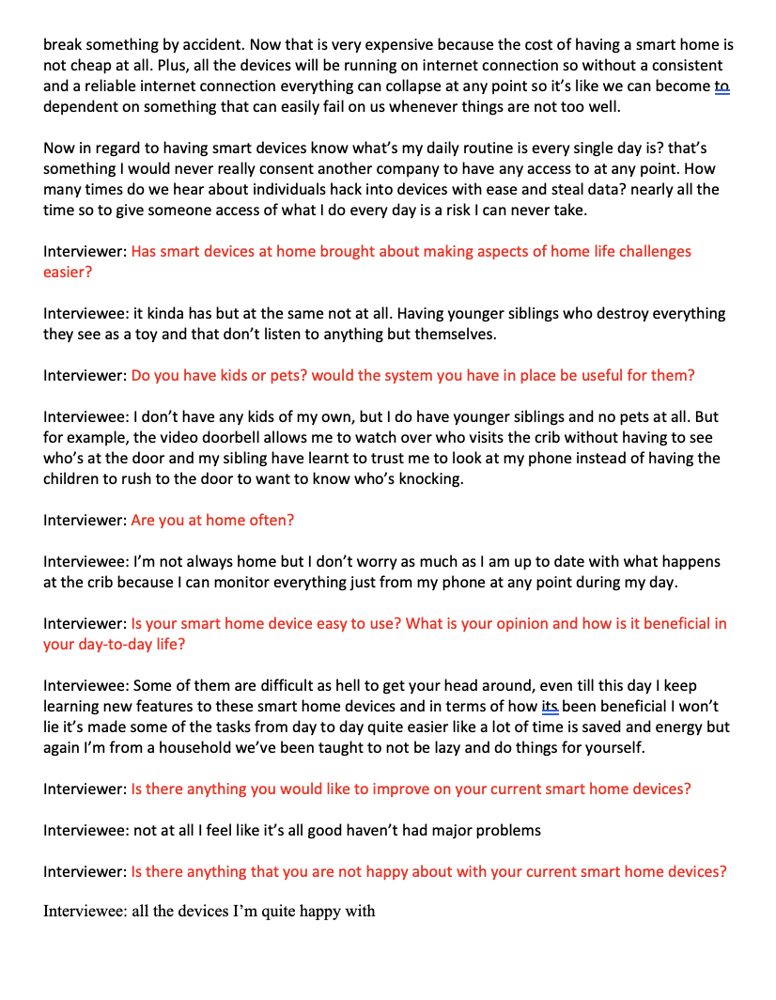 break something by accident. Now that is very expensive because the cost of having a smart home is
not cheap at all. Plus, all the devices will be running on internet connection so without a consistent
and a reliable internet connection everything can collapse at any point so it's like we can become to
dependent on something that can easily fail on us whenever things are not too well.
Now in regard to having smart devices know what's my daily routine is every single day is? that's
something I would never really consent another company to have any access to at any point. How
many times do we hear about individuals hack into devices with ease and steal data? nearly all the
time so to give someone access of what I do every day is a risk I can never take.
Interviewer: Has smart devices at home brought about making aspects of home life challenges
easier?
Interviewee: it kinda has but at the same not at all. Having younger siblings who destroy everything
they see as a toy and that don't listen to anything but themselves.
Interviewer: Do you have kids or pets? would the system you have in place be useful for them?
Interviewee: I don't have any kids of my own, but I do have younger siblings and no pets at all. But
for example, the video doorbell allows me to watch over who visits the crib without having to see
who's at the door and my sibling have learnt to trust me to look at my phone instead of having the
children to rush to the door to want to know who's knocking.
Interviewer: Are you at home often?
Interviewee: I'm not always home but I don't worry as much as I am up to date with what happens
at the crib because I can monitor everything just from my phone at any point during my day.
Interviewer: Is your smart home device easy to use? What is your opinion and how is it beneficial in
your day-to-day life?
Interviewee: Some of them are difficult as hell to get your head around, even till this day I keep
learning new features to these smart home devices and in terms of how its been beneficial I won't
lie it's made some of the tasks from day to day quite easier like a lot of time is saved and energy but
again I'm from a household we've been taught to not be lazy and do things for yourself.
Interviewer: Is there anything you would like to improve on your current smart home devices?
Interviewee: not at all I feel like it's all good haven't had major problems
Interviewer: Is there anything that you are not happy about with your current smart home devices?
Interviewee: all the devices I'm quite happy with